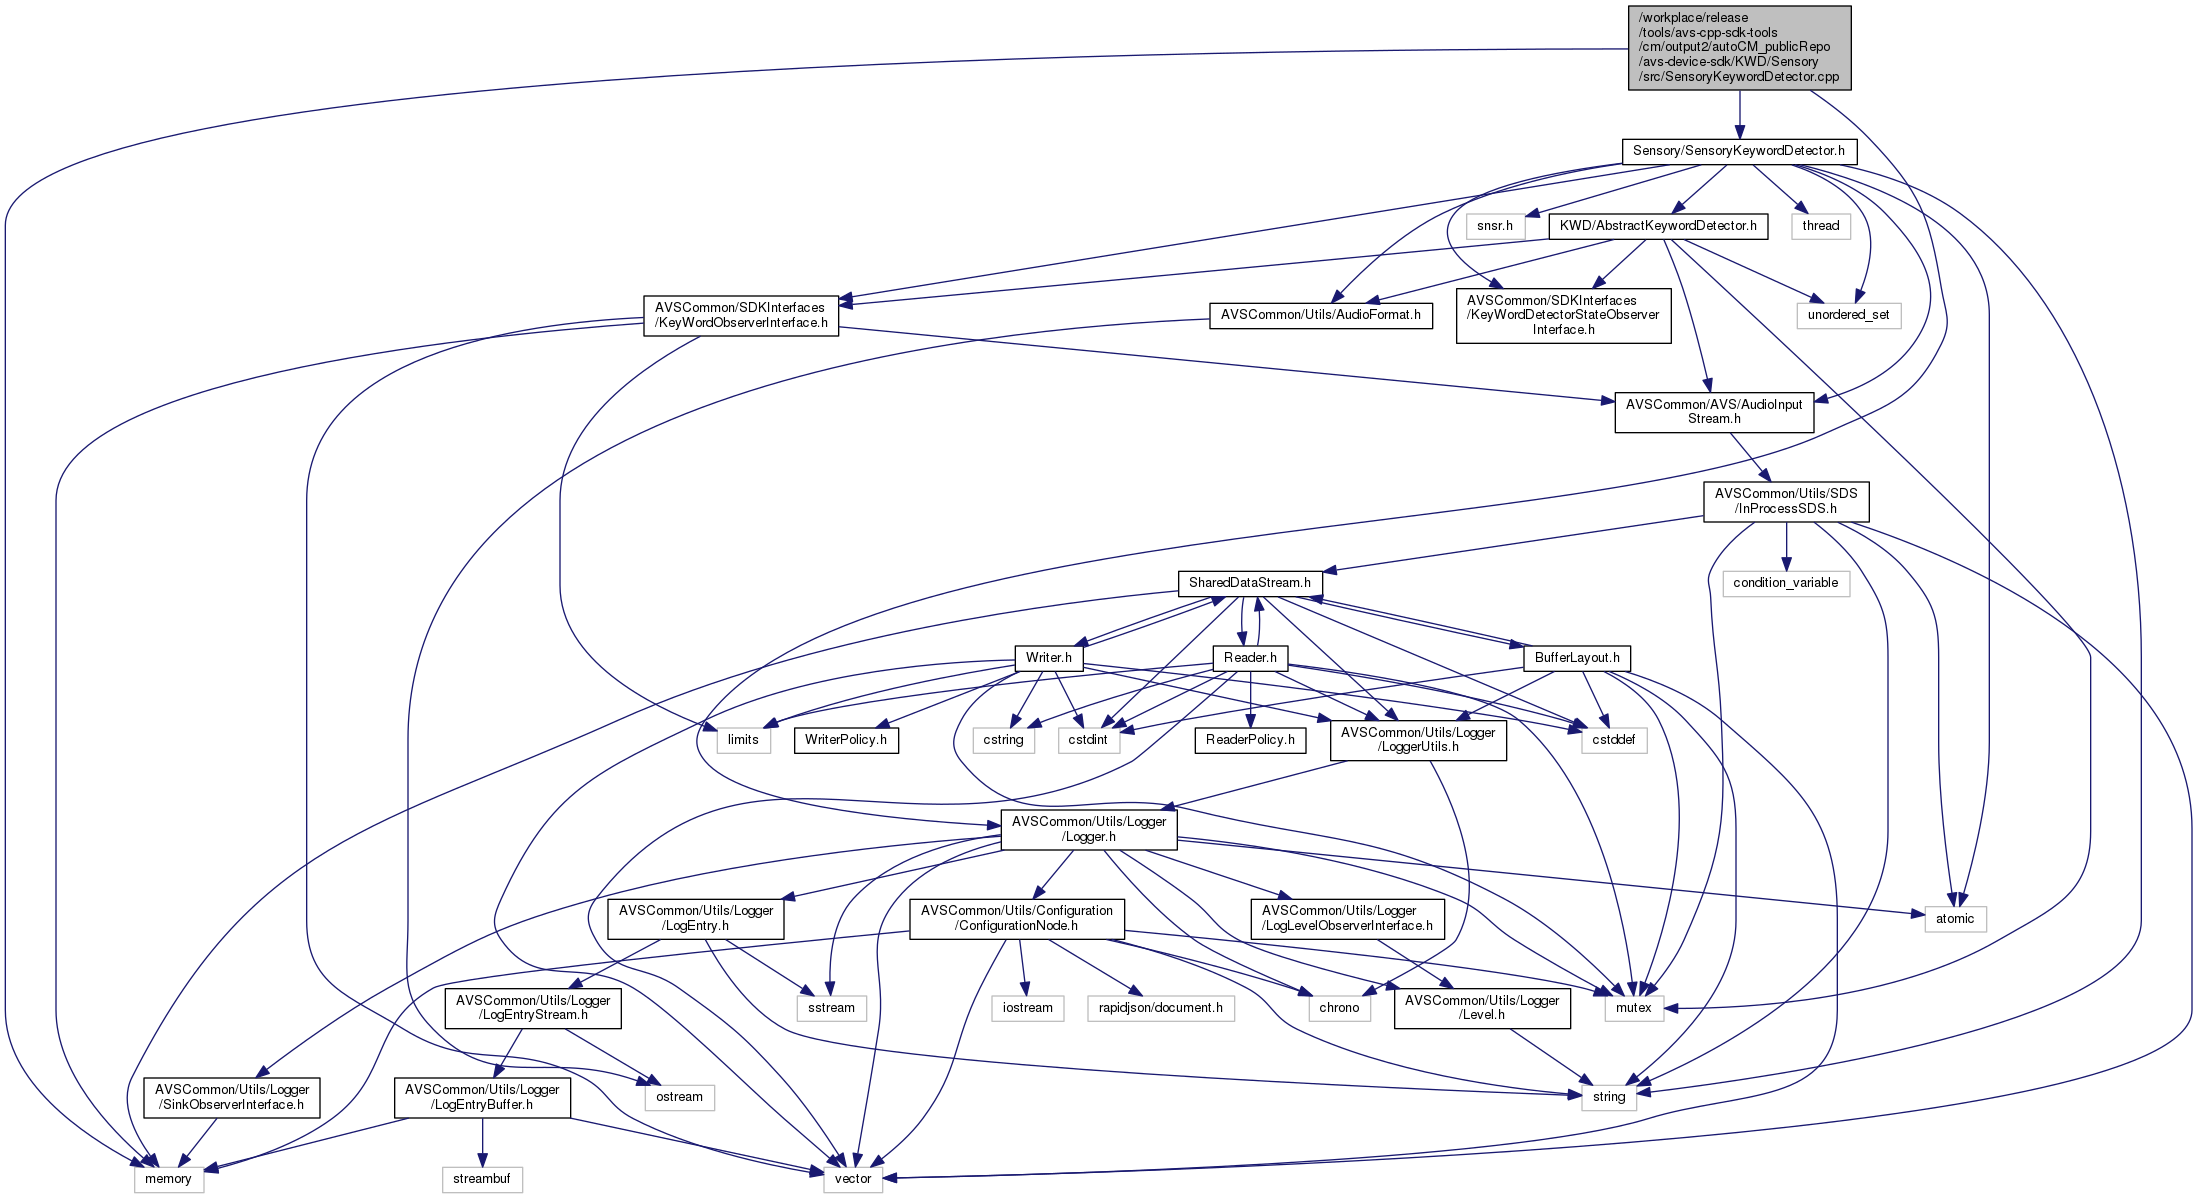 /workplace/release
/tools/avs-cpp-sdk-tools
/cm/output2/autoCM_publicRepo
/avs-device-sdk/KWD/Sensory
/src/SensoryKeywordDetector.cpp
Sensory/SensoryKeywordDetector.h
snsr.h
KWD/AbstractKeywordDetector.h
thread
AVSCommon/SDKInterfaces
/KeyWordObserverInterface.h
AVSCommon/Utils/AudioFormat.h
AVSCommon/SDKInterfaces
/KeyWordDetectorStateObserver
Interface.h
unordered_set
AVSCommon/AVS/AudioInput
Stream.h
AVSCommon/Utils/SDS
/InProcessSDS.h
SharedDataStream.h
condition_variable
Writer.h
Reader.h
BufferLayout.h
limits
WriterPolicy.h
cstring
cstdint
ReaderPolicy.h
AVSCommon/Utils/Logger
/LoggerUtils.h
cstddef
AVSCommon/Utils/Logger
/Logger.h
AVSCommon/Utils/Logger
/LogEntry.h
AVSCommon/Utils/Configuration
/ConfigurationNode.h
AVSCommon/Utils/Logger
/LogLevelObserverInterface.h
atomic
AVSCommon/Utils/Logger
/LogEntryStream.h
sstream
iostream
rapidjson/document.h
chrono
AVSCommon/Utils/Logger
/Level.h
mutex
AVSCommon/Utils/Logger
/SinkObserverInterface.h
AVSCommon/Utils/Logger
/LogEntryBuffer.h
ostream
string
memory
streambuf
vector